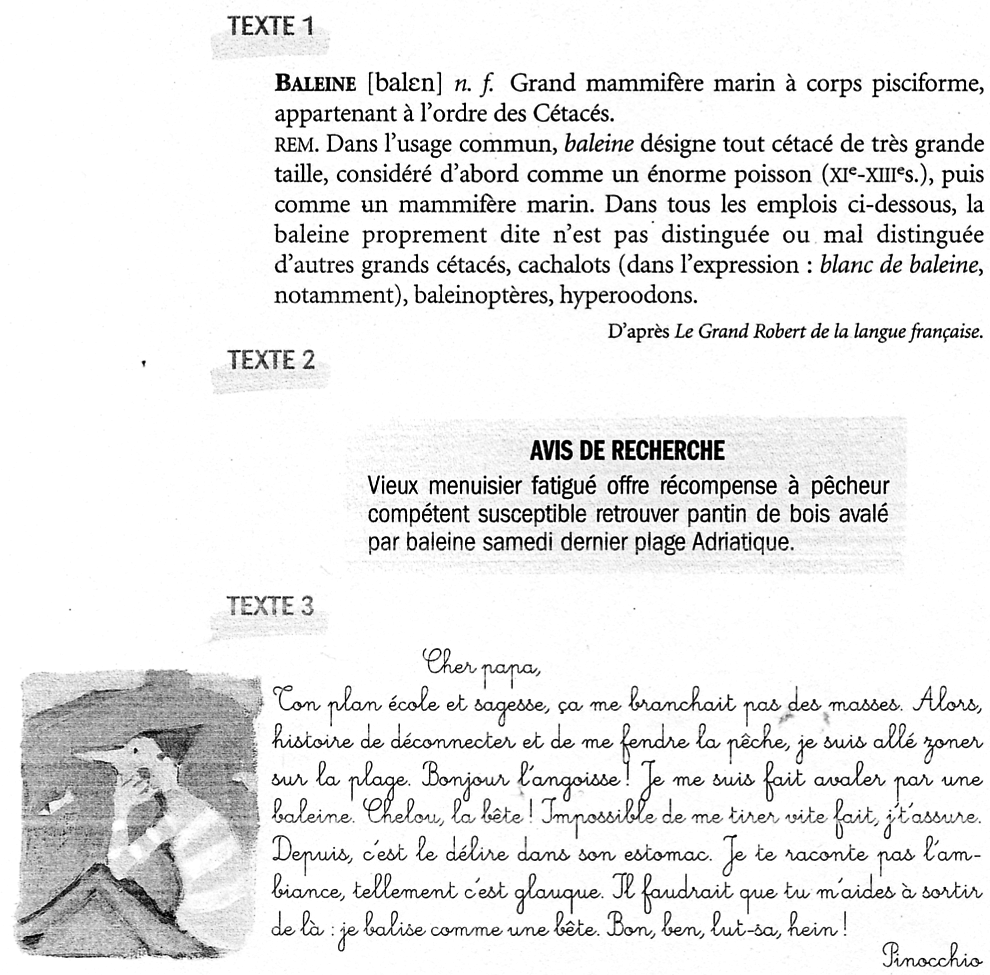 TEXTE 1
BALEINE [balɛn] n. f. Grand mammifère marin à corps pisciforme,
appartenant à l'ordre des Cétacés.
REM. Dans l'usage commun, baleine désigne tout cétacé de très grande
taille, considéré d'abord comme un énorme poisson (XIe-XIIIes.), puis
comme un mammifère marin. Dans tous les emplois ci-dessous, la
baleine proprement dite n'est pas distinguée ou mal distinguée
d'autres grands cétacés, cachalots (dans l'expression : blanc de baleine,
notamment), baleinoptères, hyperoodons.
D'après Le Grand Robert de la langue française.
TEXTE 2
AVIS DE RECHERCHE
Vieux menuisier fatigué offre récompense à pêcheur
compétent susceptible retrouver pantin de bois avalé
par baleine samedi dernier plage Adriatique.
TEXTE 3
Cher papa,
Ton plan école et sagesse, ça me branchait pas des masses. Alors,
histoire de déconnecter et de me fendre la pêche, je suis allé zoner
sur la plage. Bonjour l'angoisse ! Je me suis fait avaler par une
baleine. Chelou, la bête ! Impossible de me tirer vite fait, j't'assure.
Depuis, c'est le délire dans son estomac. Je te raconte pas l'am-
biance, tellement c'est glauque. Il faudrait que tu m'aides à sortir
de là : je balise comme une bête. Bon, ben, lut-sa, hein !
Pinocchio